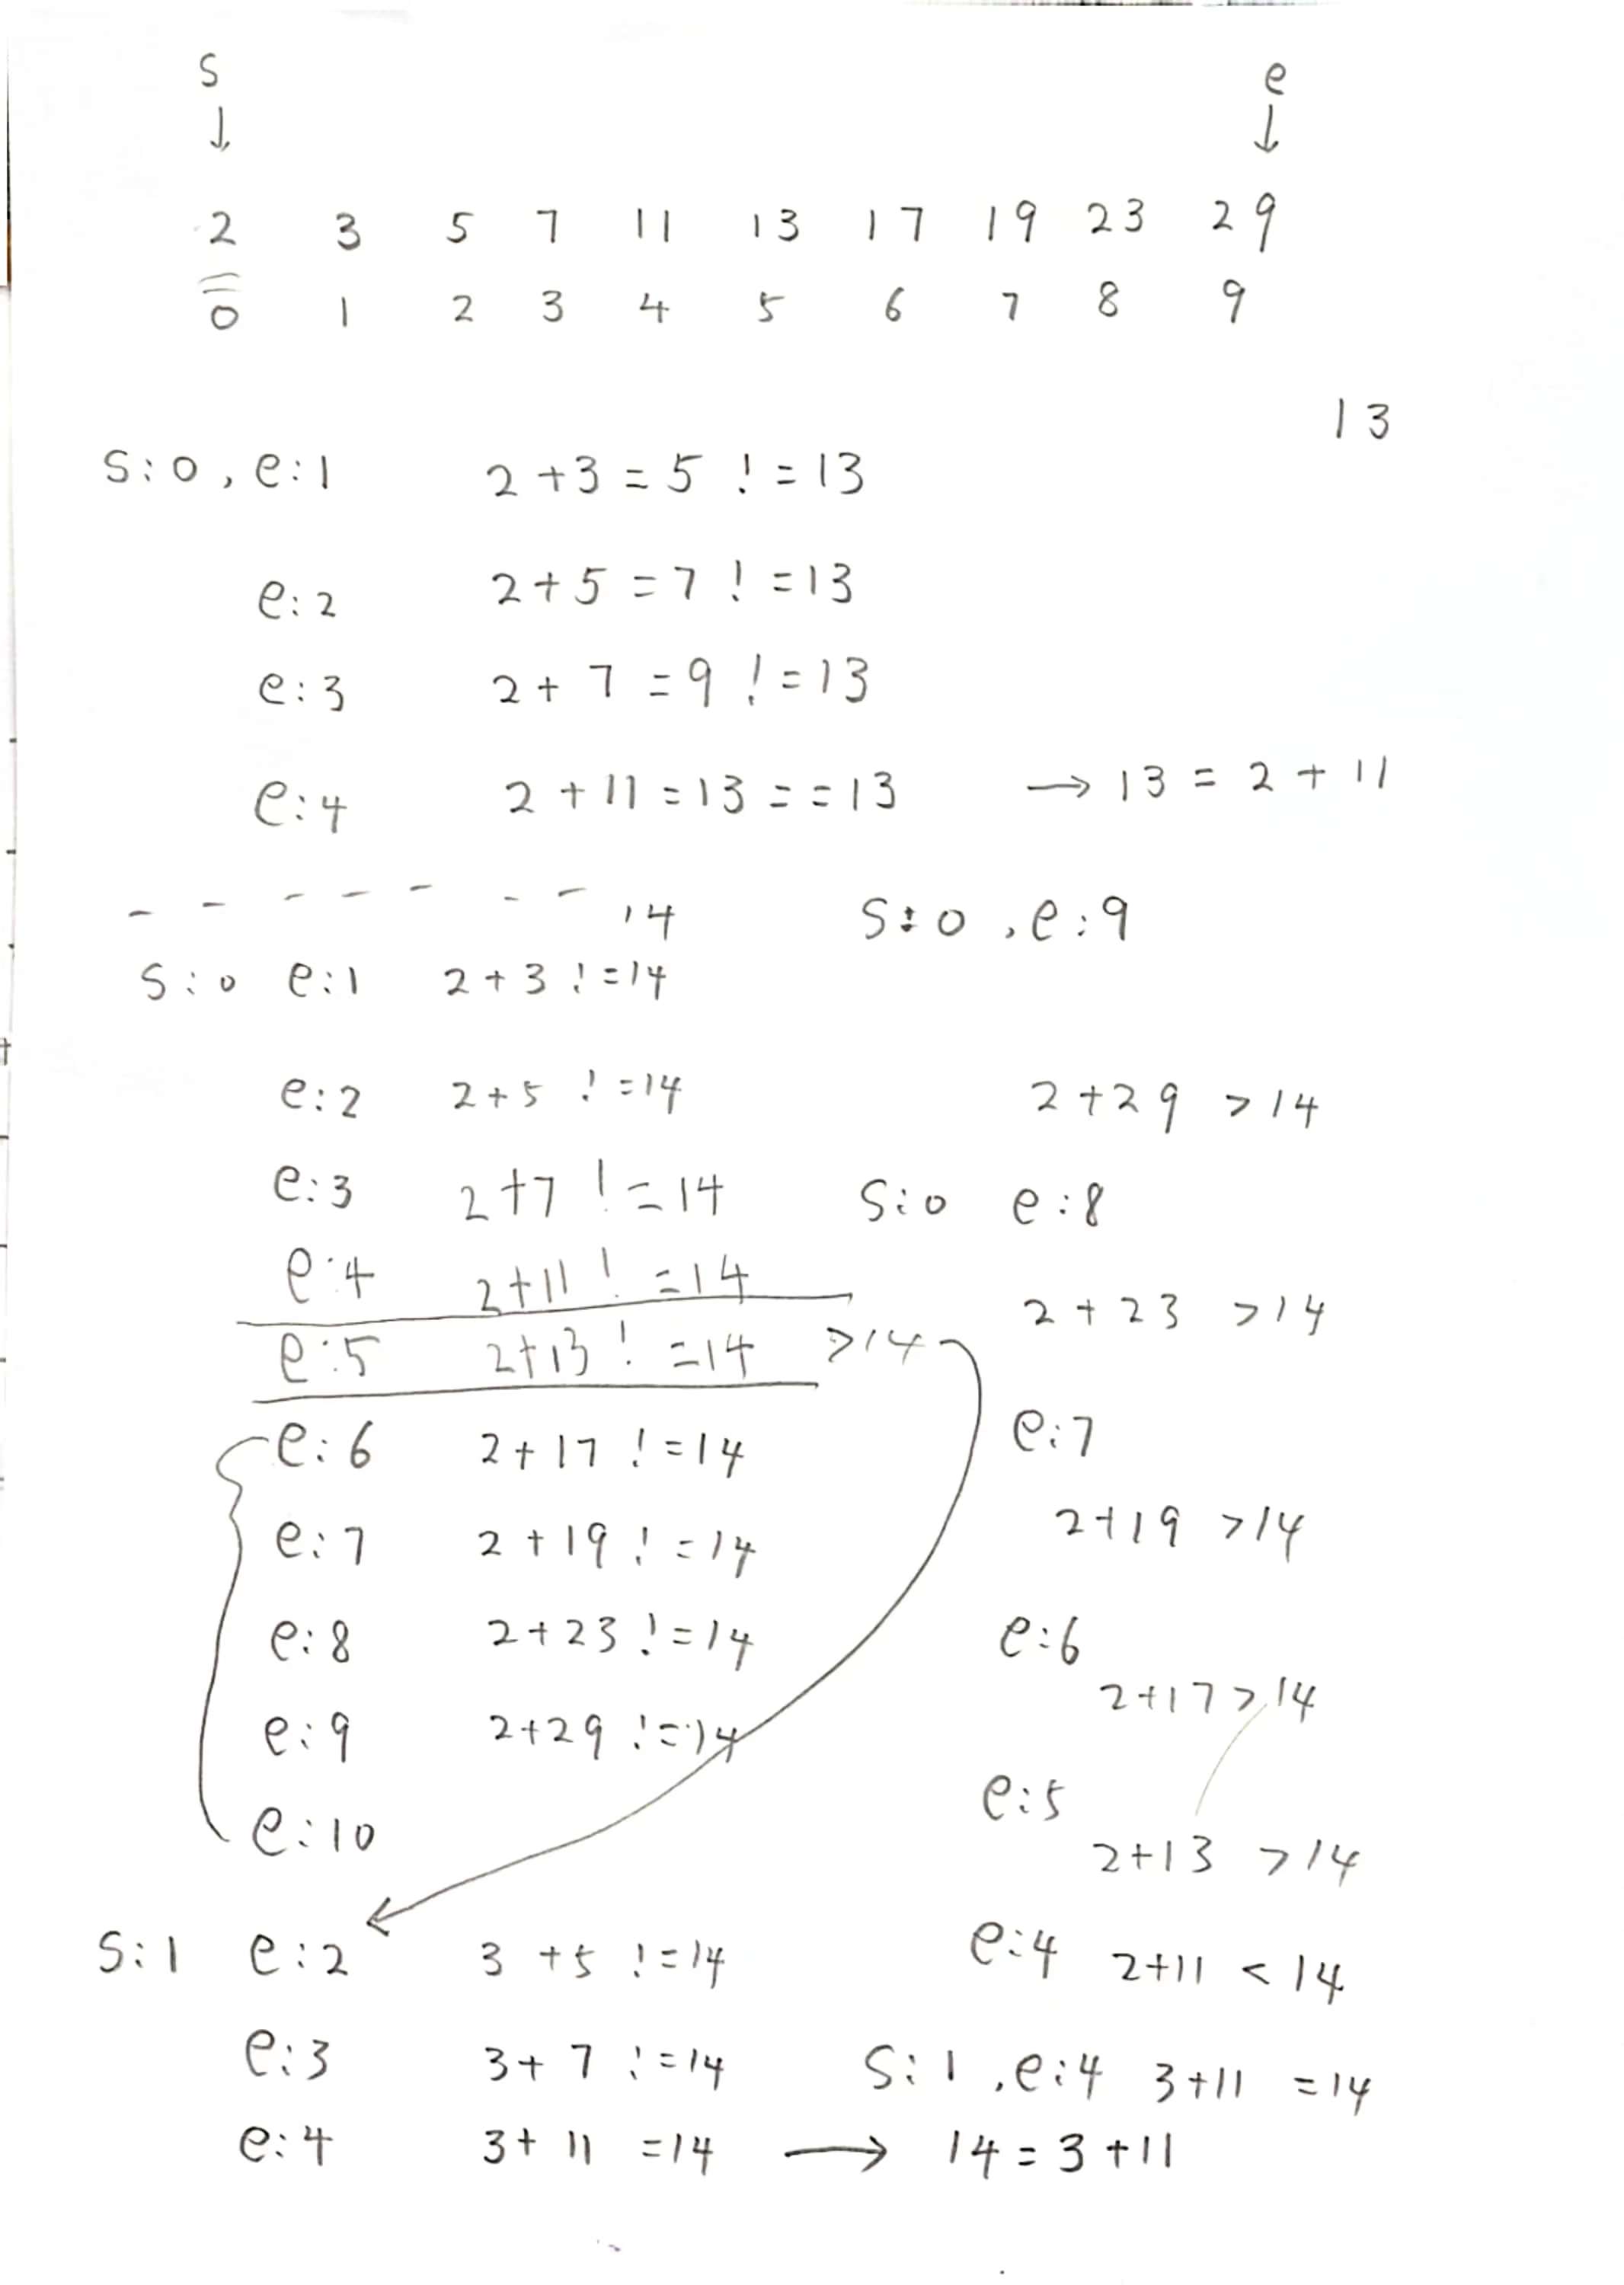 s e
↓ ↓
2 3 5 7 11 13 17 19 23 29
0 1 2 3 4 5 6 7 8 9
13
s:0, e:1 2+3=5 !=13
e:2 2+5=7 !=13
e:3 2+7=9 !=13
e:4 2+11=13==13 → 13=2+11
- - - - - - - 14
s:0 e:1 2+3 !=14
e:2 2+5 !=14
e:3 2+7 !=14
e:4 2+11 !=14
e:5 2+13 !=14 >14
e:6 2+17 !=14
e:7 2+19 !=14
e:8 2+23 !=14
e:9 2+29 !=14
e:10
s:1 e:2 3+5 !=14
e:3 3+7 !=14
e:4 3+11 =14 → 14=3+11
s:0, e:9
2+29 >14
s:0 e:8
2+23 >14
e:7
2+19 >14
e:6
2+17 >14
e:5
2+13 >14
e:4 2+11 < 14
s:1, e:4 3+11 =14